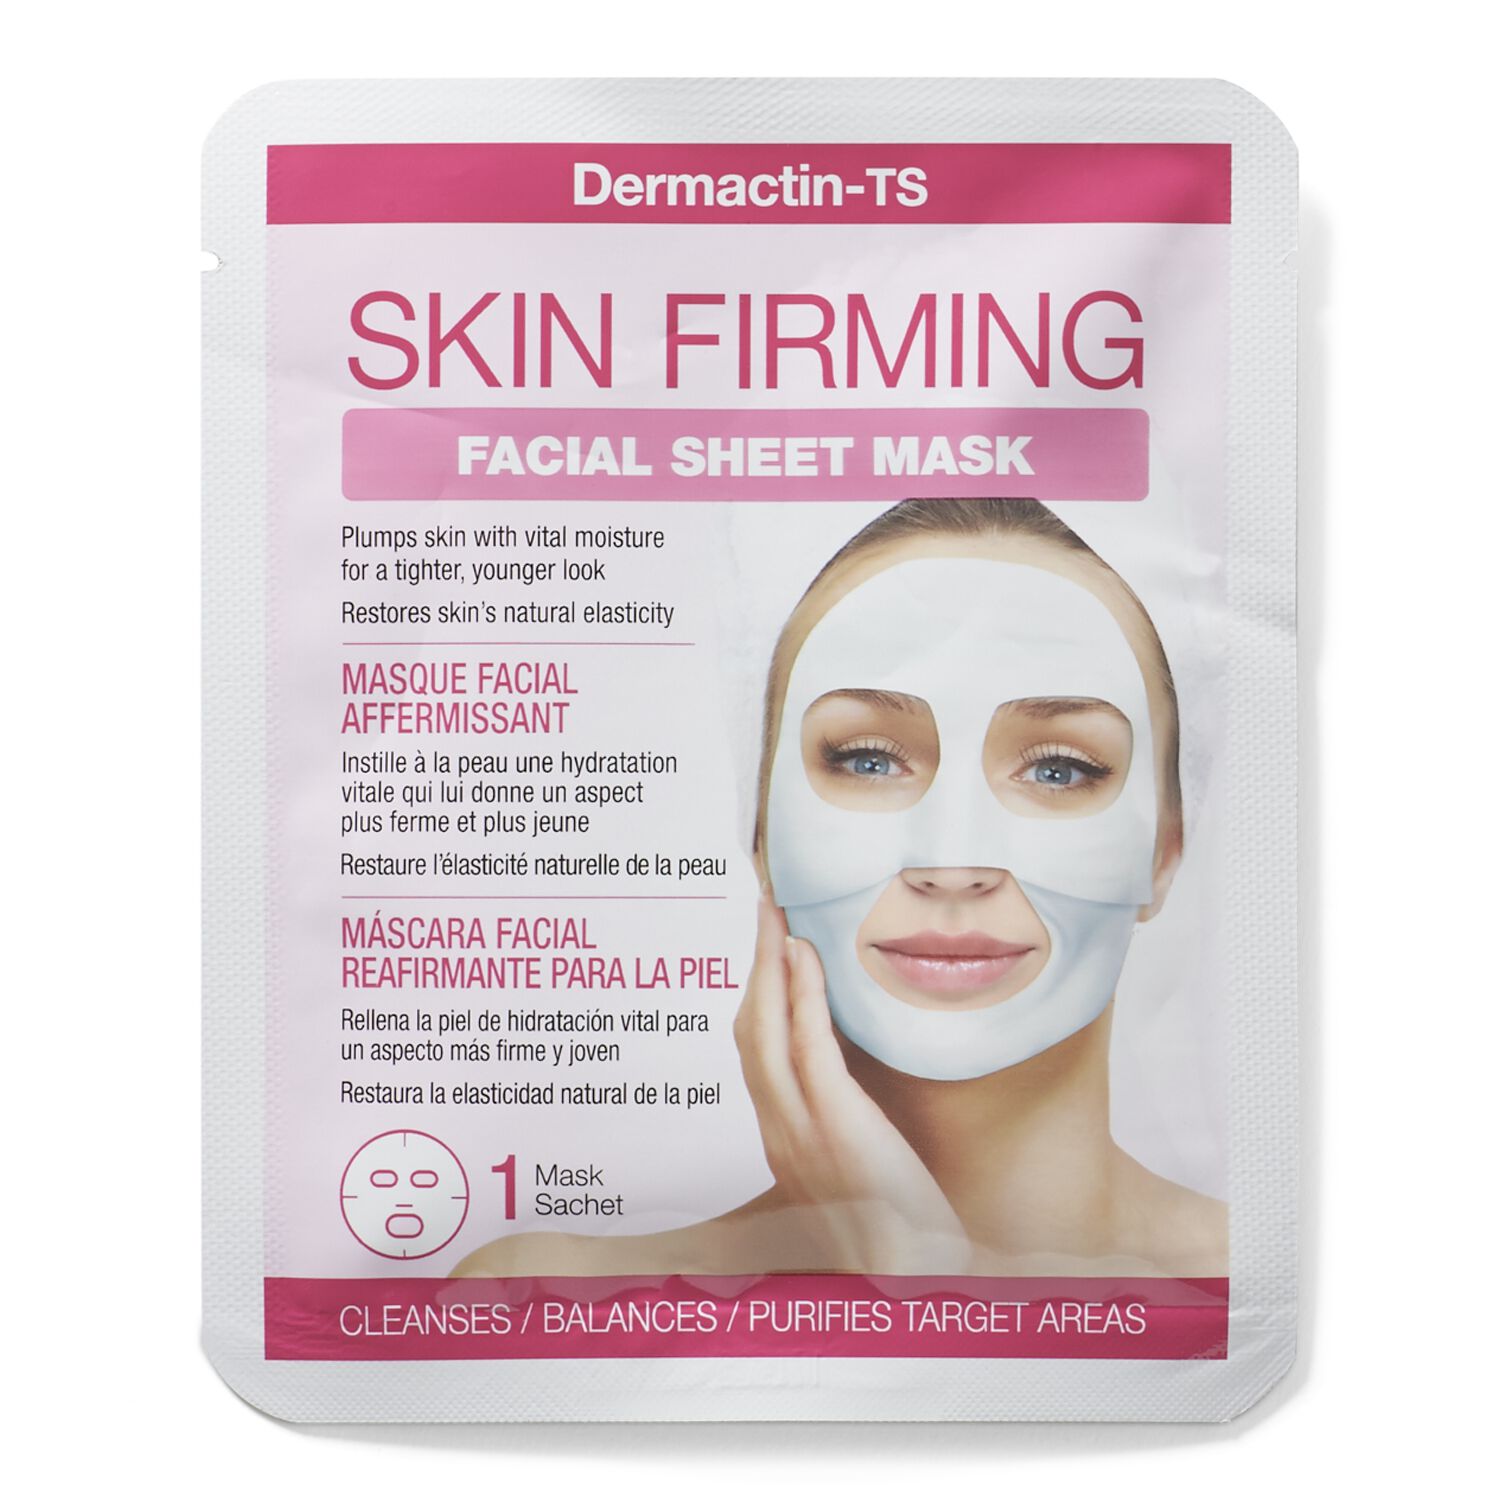 Dermactin-TS
SKIN FIRMING
FACIAL SHEET MASK
Plumps skin with vital moisture
for a tighter, younger look
Restores skin's natural elasticity
MASQUE FACIAL
AFFERMISSANT
Instille à la peau une hydratation
vitale qui lui donne un aspect
plus ferme et plus jeune
Restaure l'élasticité naturelle de la peau
MÁSCARA FACIAL
REAFIRMANTE PARA LA PIEL
Rellena la piel de hidratación vital para
un aspecto más firme y joven
Restaura la elasticidad natural de la piel
1 Mask
Sachet
CLEANSES / BALANCES / PURIFIES TARGET AREAS